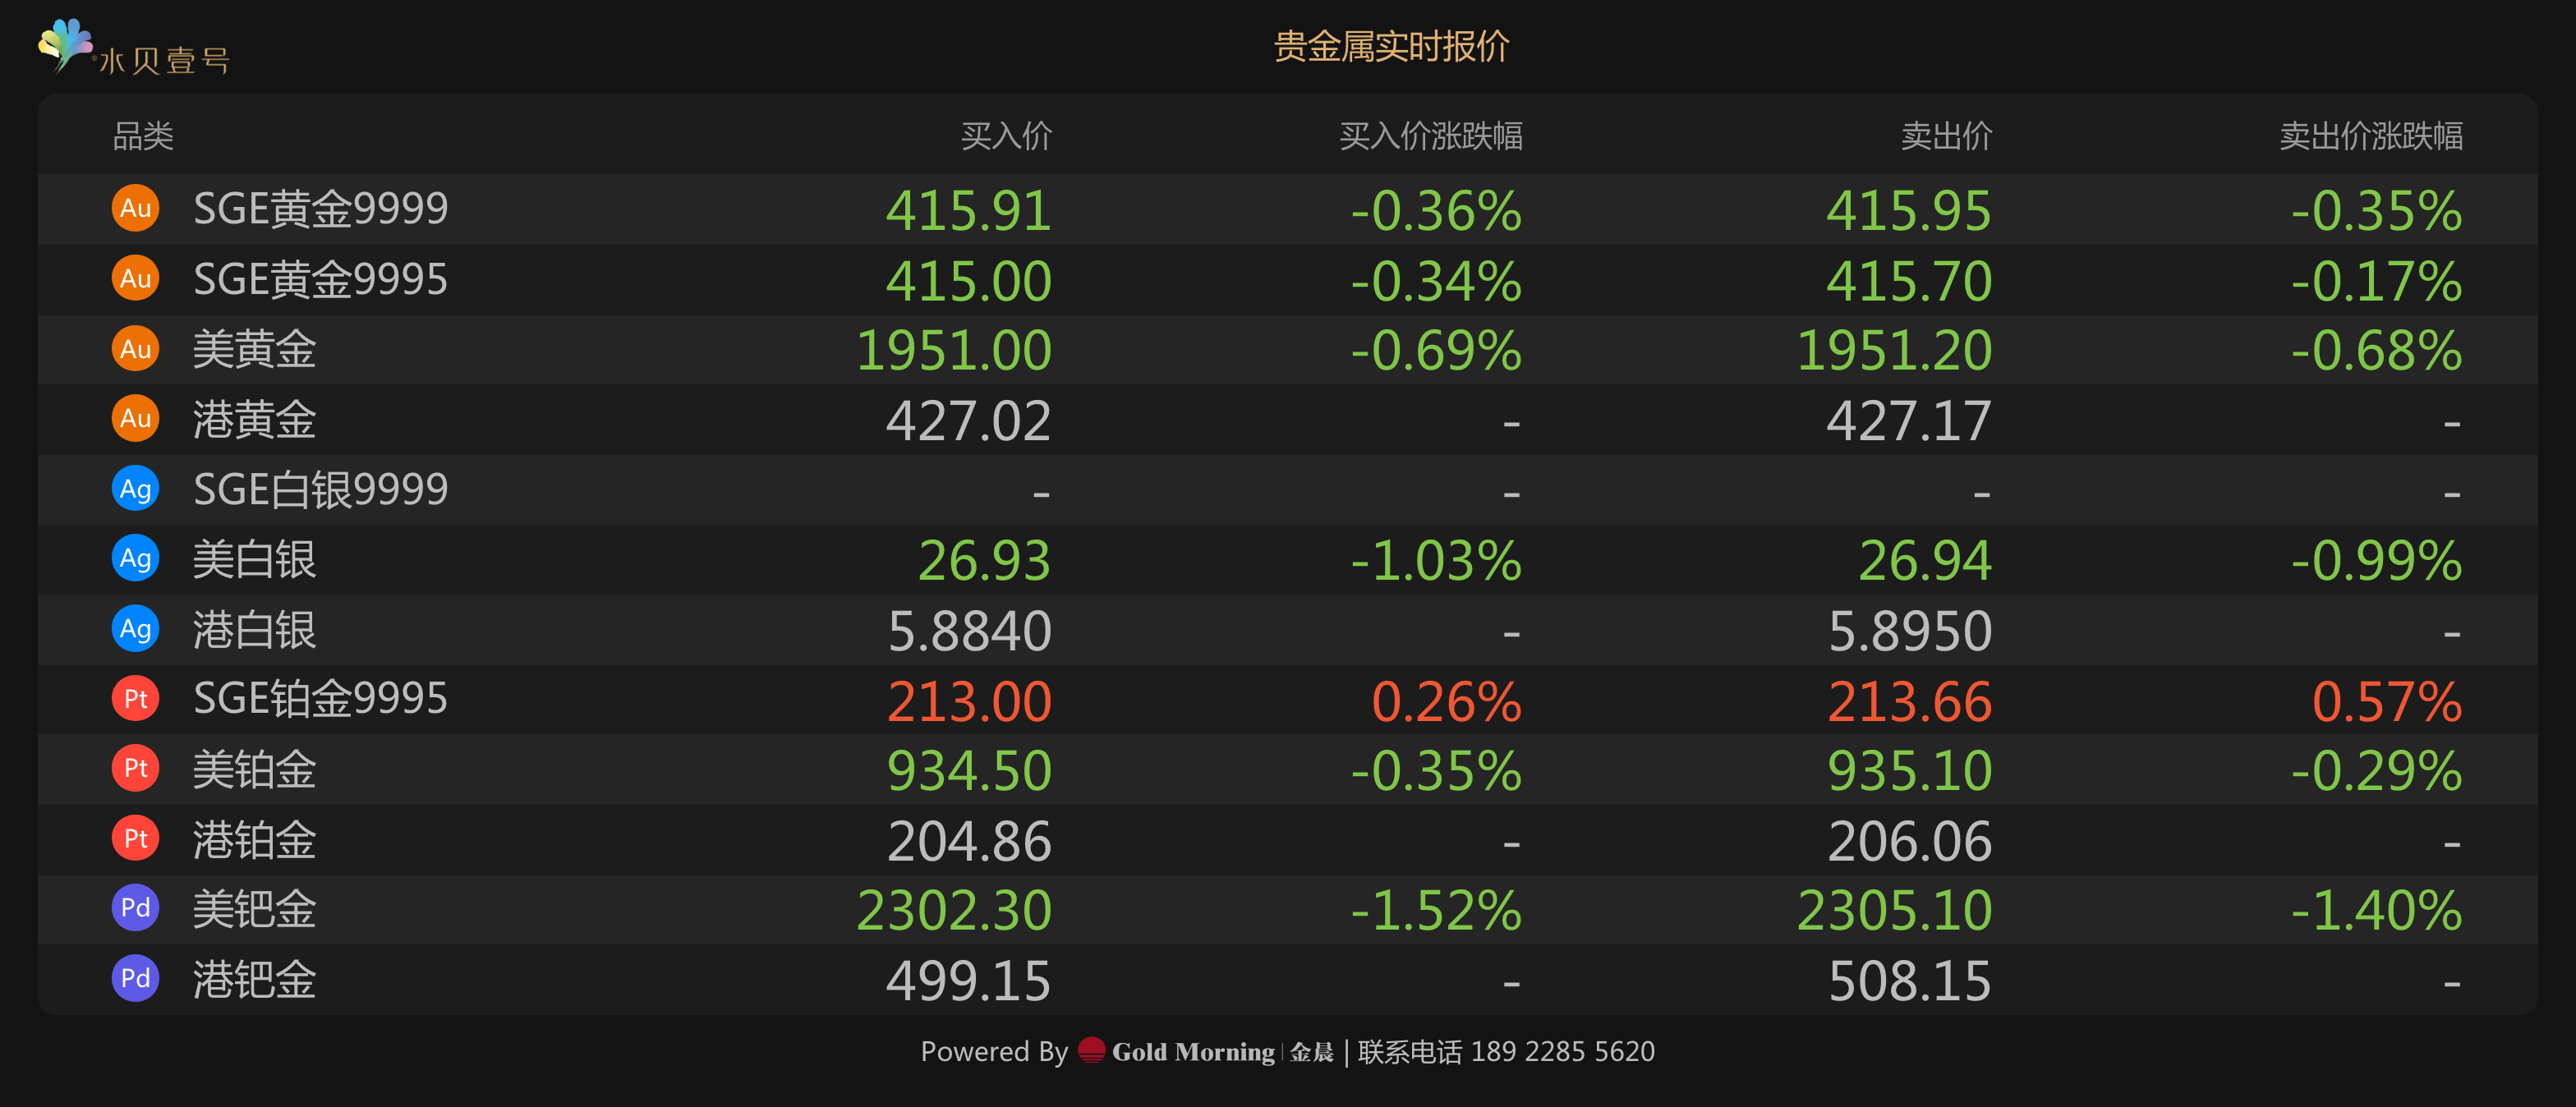 水贝壹号
贵金属实时报价
品类 买入价 买入价涨跌幅 卖出价 卖出价涨跌幅
Au SGE黄金9999 415.91 -0.36% 415.95 -0.35%
Au SGE黄金9995 415.00 -0.34% 415.70 -0.17%
Au 美黄金 1951.00 -0.69% 1951.20 -0.68%
Au 港黄金 427.02 - 427.17 -
Ag SGE白银9999 - - - -
Ag 美白银 26.93 -1.03% 26.94 -0.99%
Ag 港白银 5.8840 - 5.8950 -
Pt SGE铂金9995 213.00 0.26% 213.66 0.57%
Pt 美铂金 934.50 -0.35% 935.10 -0.29%
Pt 港铂金 204.86 - 206.06 -
Pd 美钯金 2302.30 -1.52% 2305.10 -1.40%
Pd 港钯金 499.15 - 508.15 -
Powered By Gold Morning | 金晨 | 联系电话 189 2285 5620